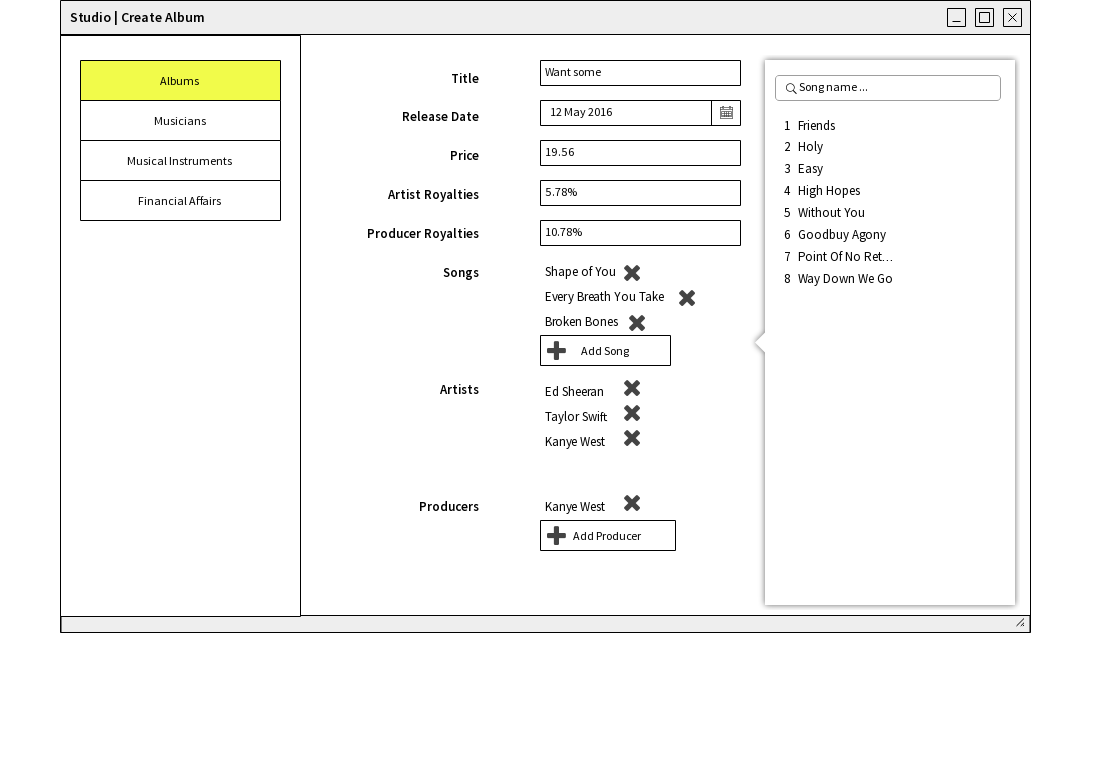 Studio | Create Album
Albums
Musicians
Musical Instruments
Financial Affairs
Title
Want some
Release Date
12 May 2016
Price
19.56
Artist Royalties
5.78%
Producer Royalties
10.78%
Songs
Shape of You
Every Breath You Take
Broken Bones
Add Song
Artists
Ed Sheeran
Taylor Swift
Kanye West
Producers
Kanye West
Add Producer
Song name ...
1 Friends
2 Holy
3 Easy
4 High Hopes
5 Without You
6 Goodbuy Agony
7 Point Of No Ret...
8 Way Down We Go